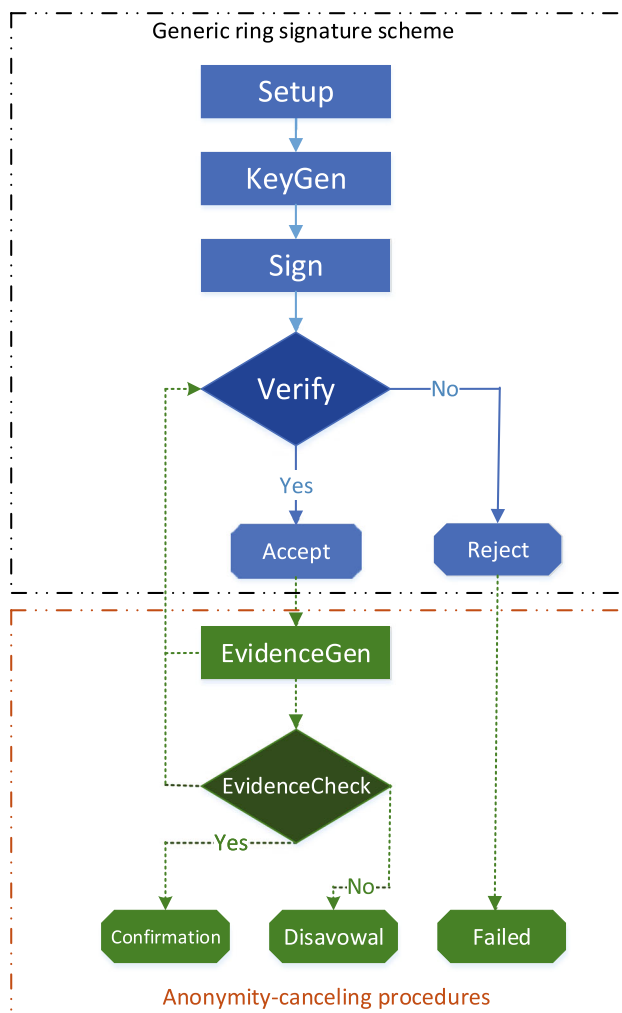 Generic ring signature scheme
Setup
KeyGen
Sign
Verify
No
Yes
Accept
Reject
EvidenceGen
EvidenceCheck
Yes
No
Confirmation
Disavowal
Failed
Anonymity-canceling procedures